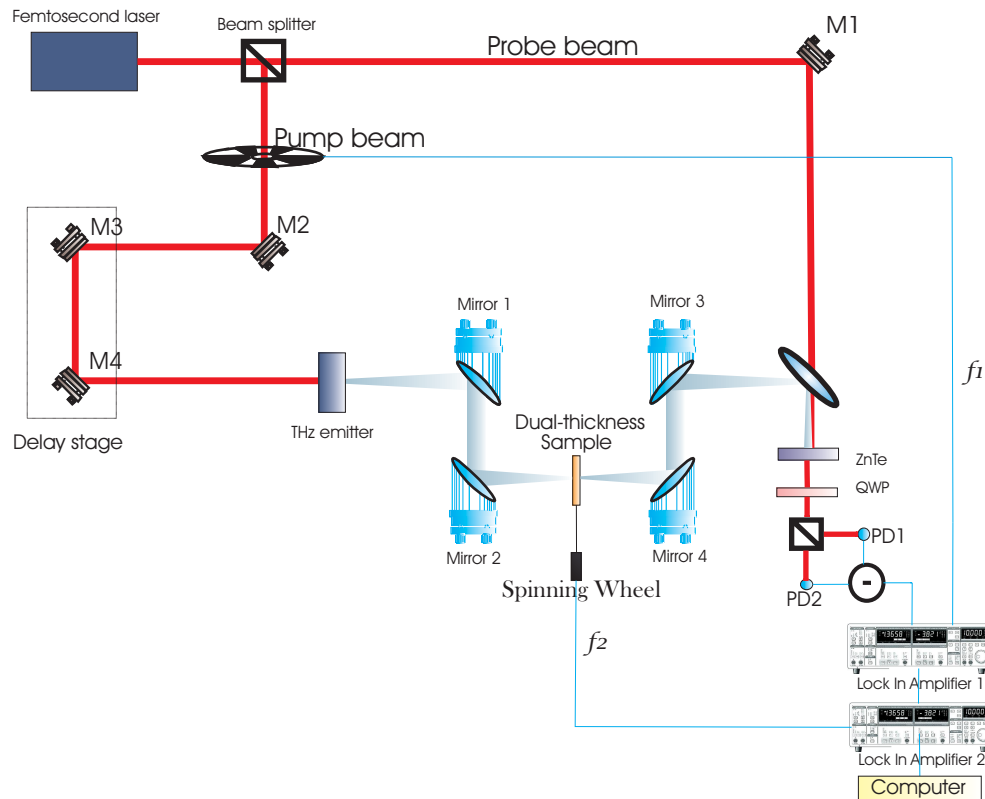 Femtosecond laser
Beam splitter
M1
Probe beam
Pump beam
M3
M2
Mirror 1
Mirror 3
M4
f1
Dual-thickness
Sample
Delay stage
THz emitter
ZnTe
QWP
PD1
Mirror 2
Mirror 4
-
Spinning Wheel
PD2
f2
Lock In Amplifier 1
Lock In Amplifier 2
Computer